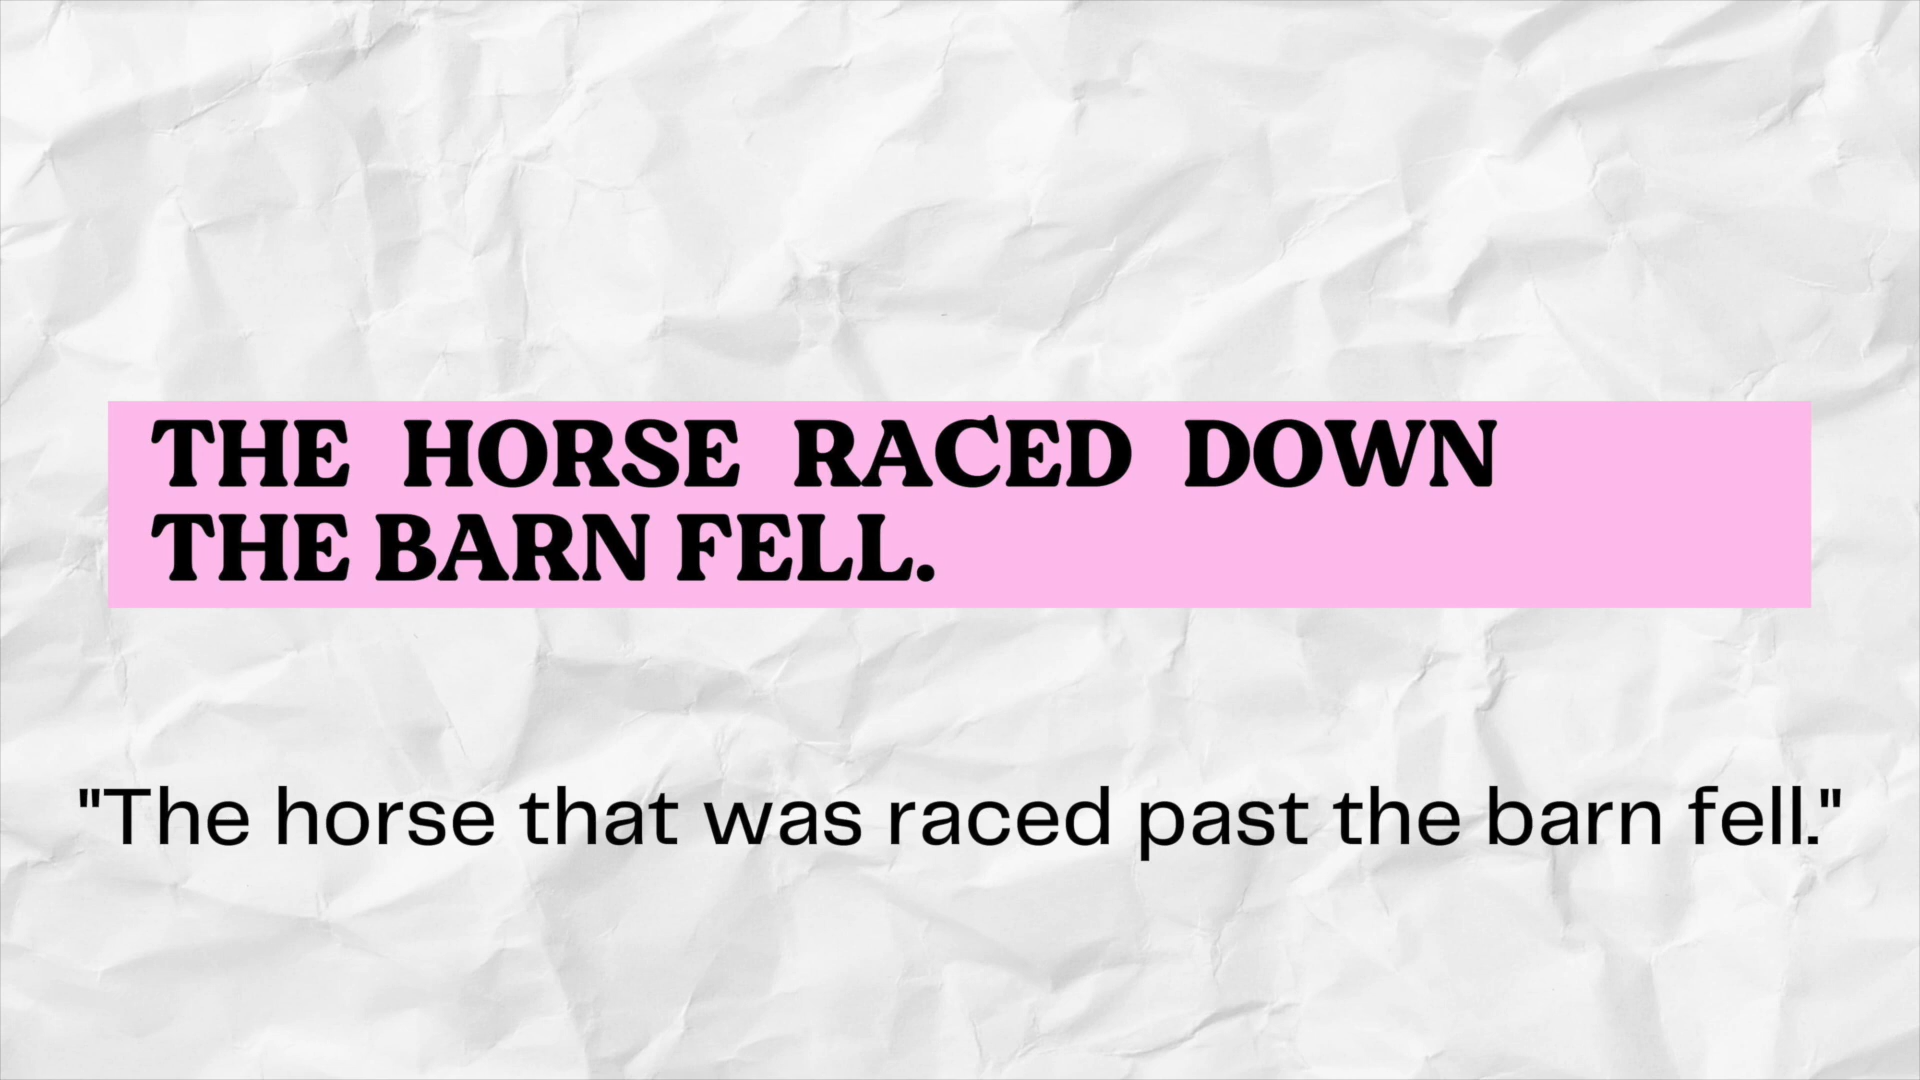 THE HORSE RACED DOWN
THE BARN FELL.
"The horse that was raced past the barn fell."